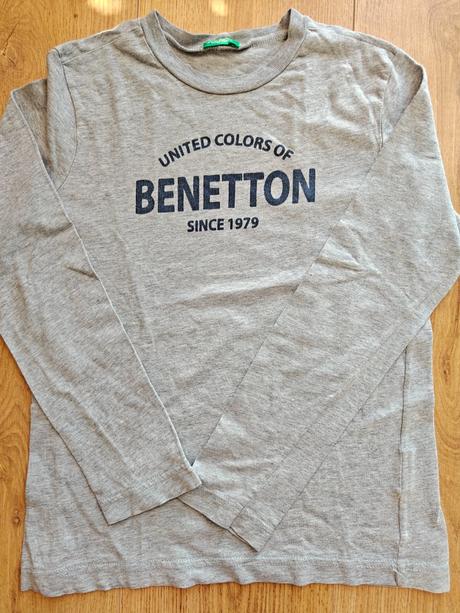 UNITED COLORS OF
BENETTON
SINCE 1979